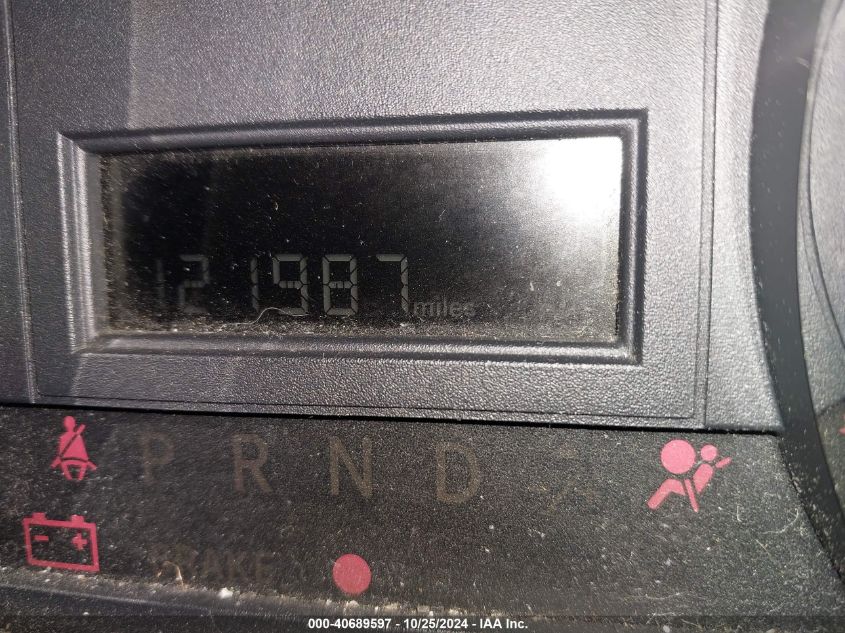 121987 miles
P R N D
BRAKE
000-40689597 - 10/25/2024 - IAA Inc.